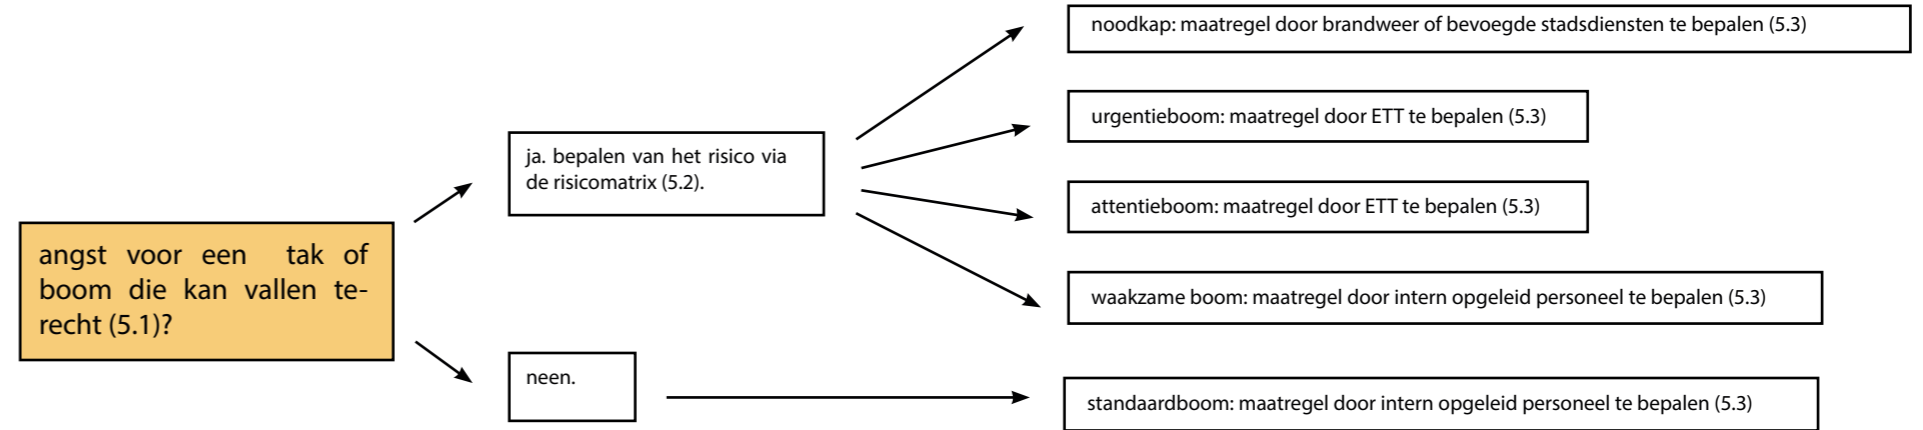 noodkap: maatregel door brandweer of bevoegde stadsdiensten te bepalen (5.3)
urgentieboom: maatregel door ETT te bepalen (5.3)
ja. bepalen van het risico via
de risicomatrix (5.2).
attentieboom: maatregel door ETT te bepalen (5.3)
angst voor een tak of
boom die kan vallen te-
recht (5.1)?
waakzame boom: maatregel door intern opgeleid personeel te bepalen (5.3)
neen.
standaardboom: maatregel door intern opgeleid personeel te bepalen (5.3)